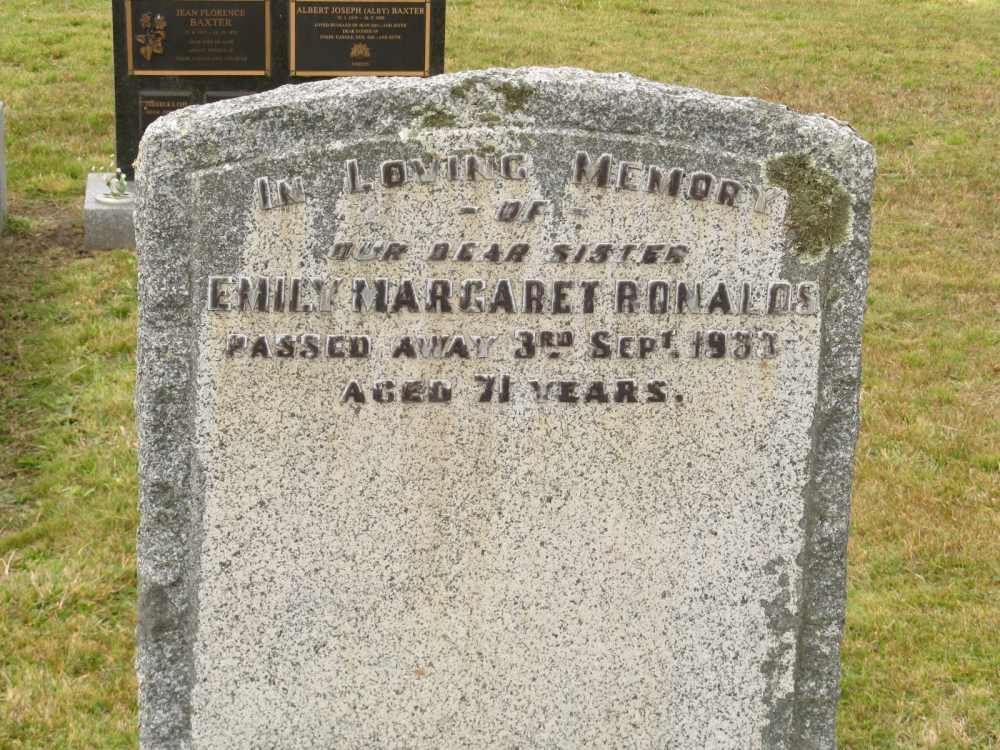 JEAN FLORENCE
BAXTER
ALBERT JOSEPH (ALBY) BAXTER
In Loving Memory
- OF -
OUR DEAR SISTER
EMILY MARGARET RONALDS
PASSED AWAY 3RD SEPT. 1933
AGED 71 YEARS.